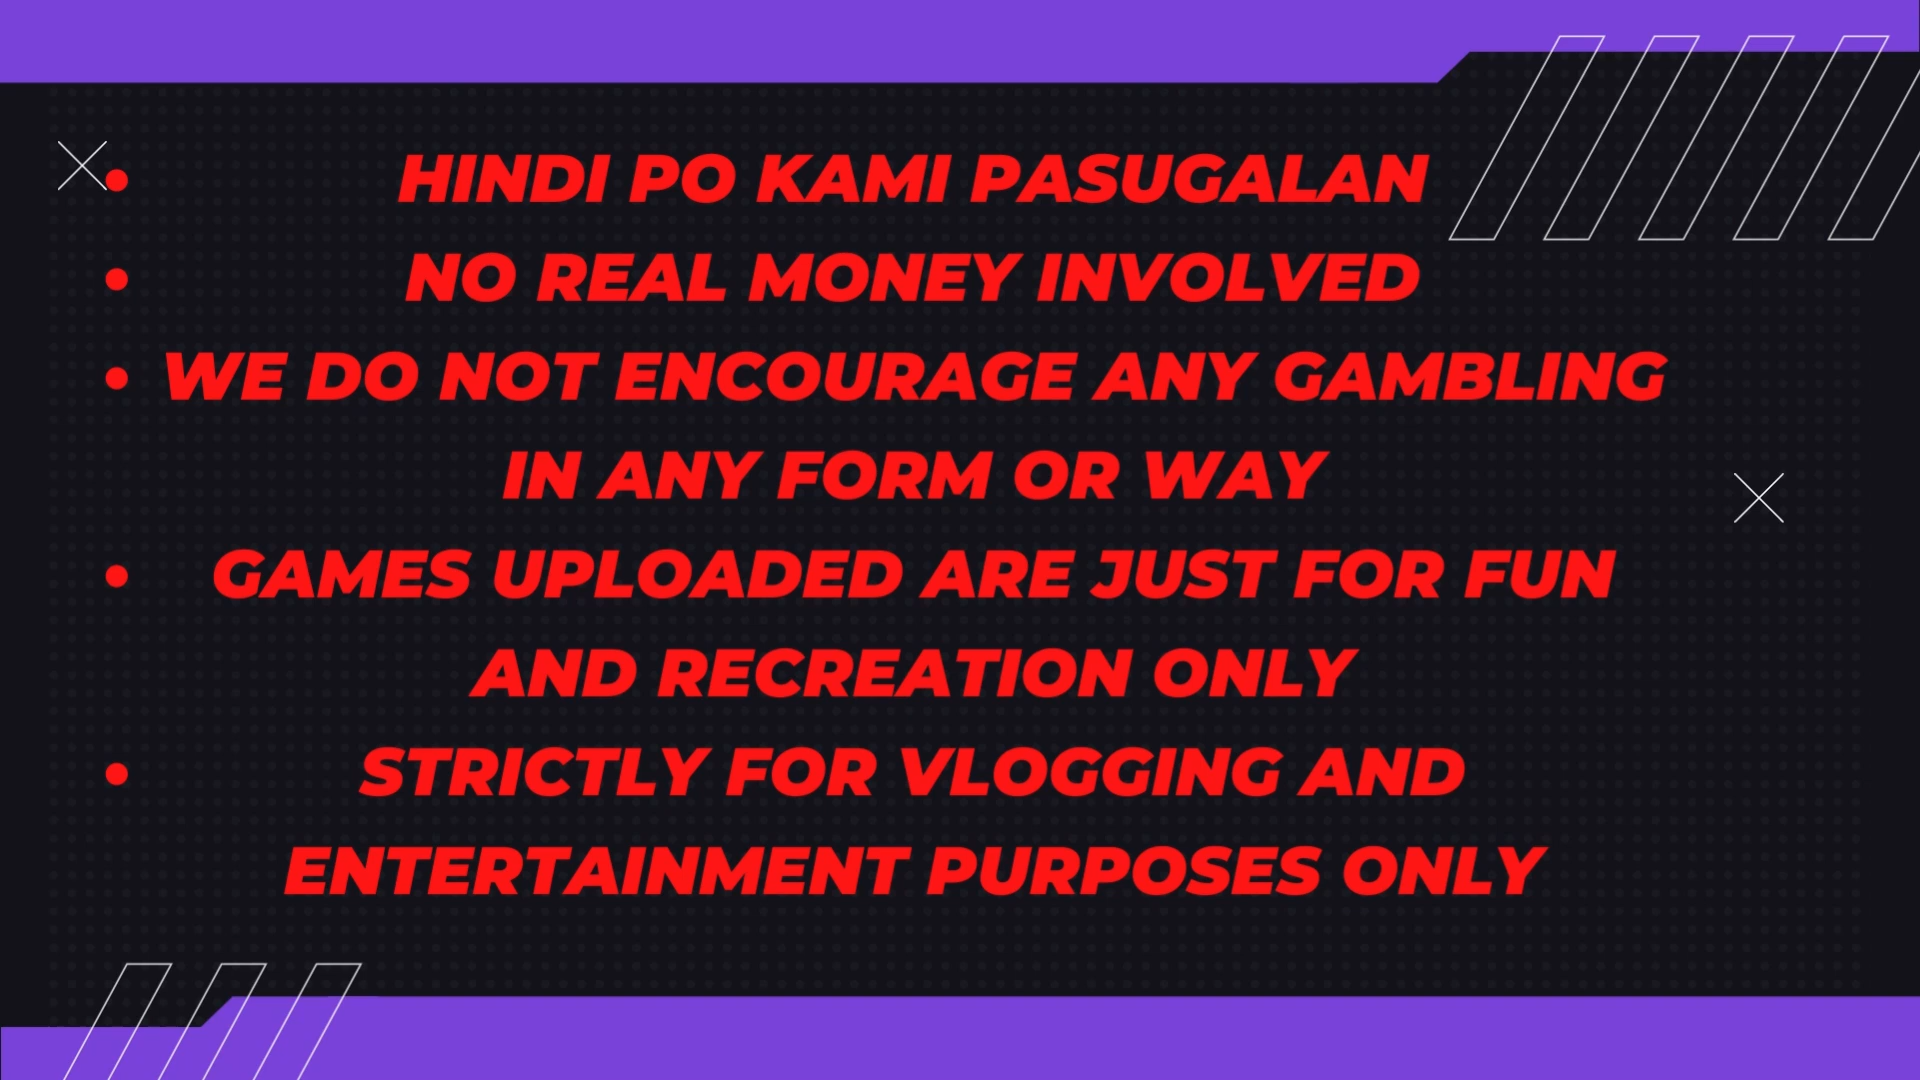 HINDI PO KAMI PASUGALAN
NO REAL MONEY INVOLVED
WE DO NOT ENCOURAGE ANY GAMBLING
IN ANY FORM OR WAY
GAMES UPLOADED ARE JUST FOR FUN
AND RECREATION ONLY
STRICTLY FOR VLOGGING AND
ENTERTAINMENT PURPOSES ONLY